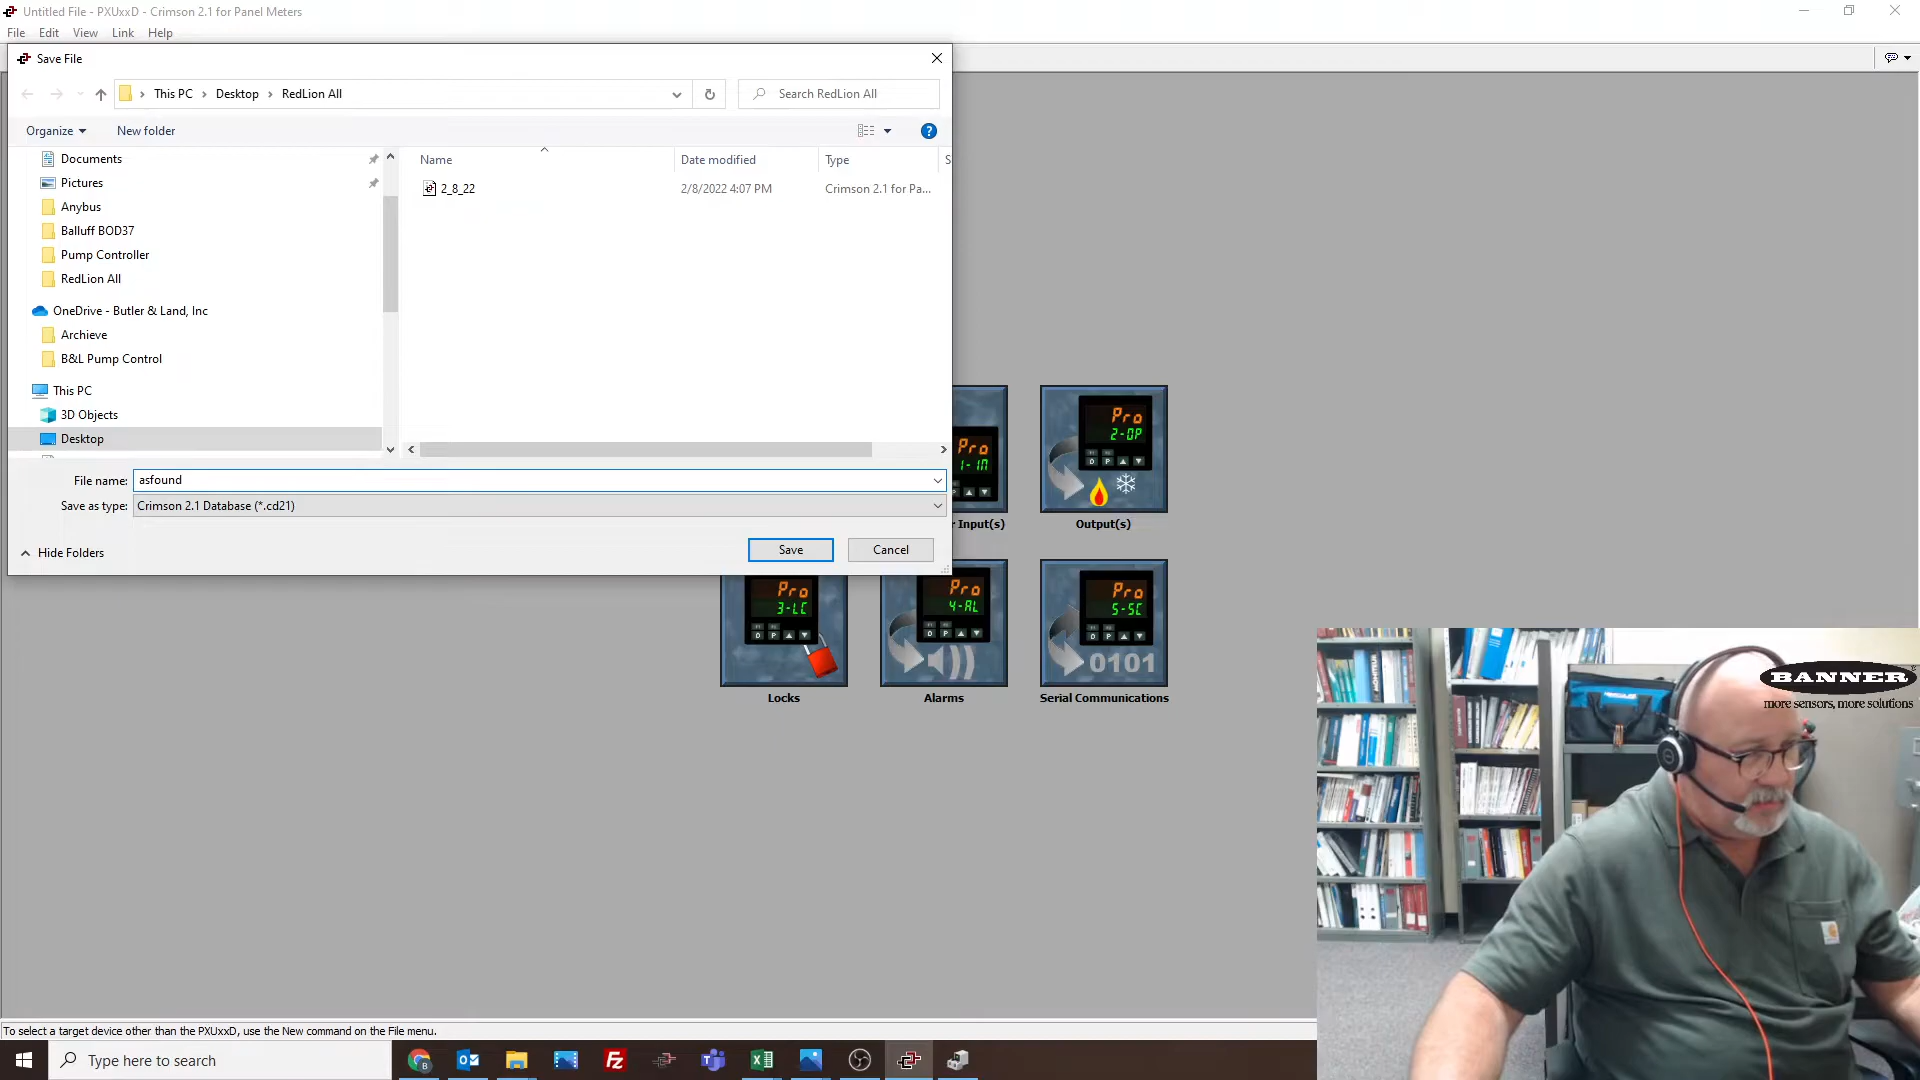 Untitled File - PXUxxD - Crimson 2.1 for Panel Meters
File Edit View Link Help
Save File
This PC > Desktop > RedLion All
Search RedLion All
Organize New folder
Name Date modified Type S
Documents
2_8_22 2/8/2022 4:07 PM Crimson 2.1 for Pa...
Pictures
Anybus
Balluff BOD37
Pump Controller
RedLion All
OneDrive - Butler & Land, Inc
Archieve
B&L Pump Control
This PC
3D Objects
Desktop
File name: asfound
Save as type: Crimson 2.1 Database (*.cd21)
Hide Folders
Save Cancel
Pro
1-IN
Pro
2-OP
Input(s)
Output(s)
Pro
3-LC
Pro
4-AL
Pro
5-SC
0101
Locks
Alarms
Serial Communications
BANNER
more sensors, more solutions
To select a target device other than the PXUxxD, use the New command on the File menu.
Type here to search